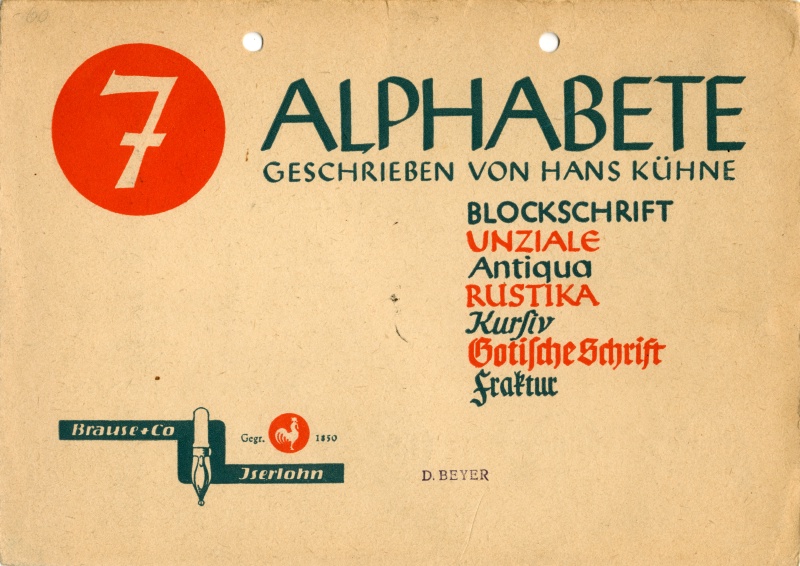 7
ALPHABETE
GESCHRIEBEN VON HANS KÜHNE
BLOCKSCHRIFT
UNZIALE
Antiqua
RUSTIKA
Kurſiv
Gotiſche Schrift
Fraktur
Brause + Co
Gegr. 1850
Iserlohn
D. BEYER